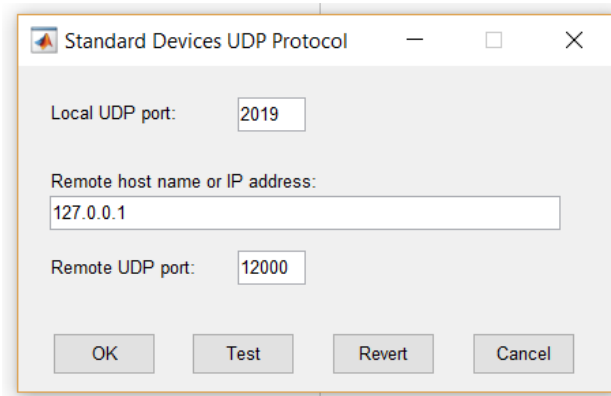 Standard Devices UDP Protocol
Local UDP port: 2019
Remote host name or IP address:
127.0.0.1
Remote UDP port: 12000
OK Test Revert Cancel